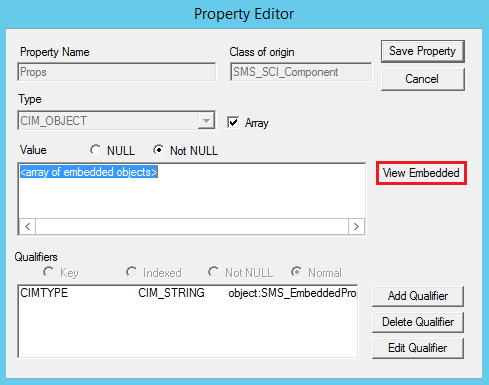 Property Editor
Property Name
Class of origin
Save Property
Props
SMS_SCI_Component
Cancel
Type
CIM_OBJECT
Array
Value
NULL
Not NULL
<array of embedded objects>
View Embedded
Qualifiers
Key
Indexed
Not NULL
Normal
CIMTYPE CIM_STRING object:SMS_EmbeddedProp
Add Qualifier
Delete Qualifier
Edit Qualifier